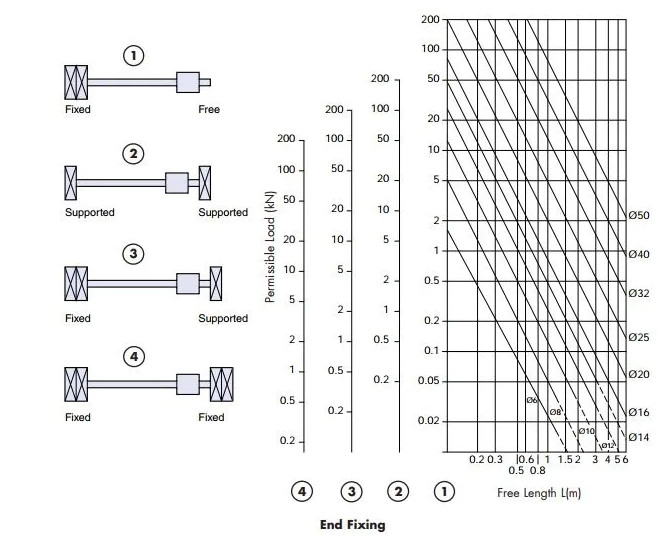 1
Fixed Free
2
Supported Supported
3
Fixed Supported
4
Fixed Fixed
Permissible Load (kN)
200
100
50
20
10
5
2
1
0.5
0.2
200
100
50
20
10
5
2
1
0.5
0.2
200
100
50
20
10
5
2
1
0.5
0.2
200
100
50
20
10
5
2
1
0.5
0.2
0.1
0.05
0.02
Ø50
Ø40
Ø32
Ø25
Ø20
Ø16
Ø14
Ø6
Ø8
Ø10
Ø12
0.2 0.3 0.6 1 1.5 2 3 4 5 6
0.5 0.8
4 3 2 1
Free Length L(m)
End Fixing